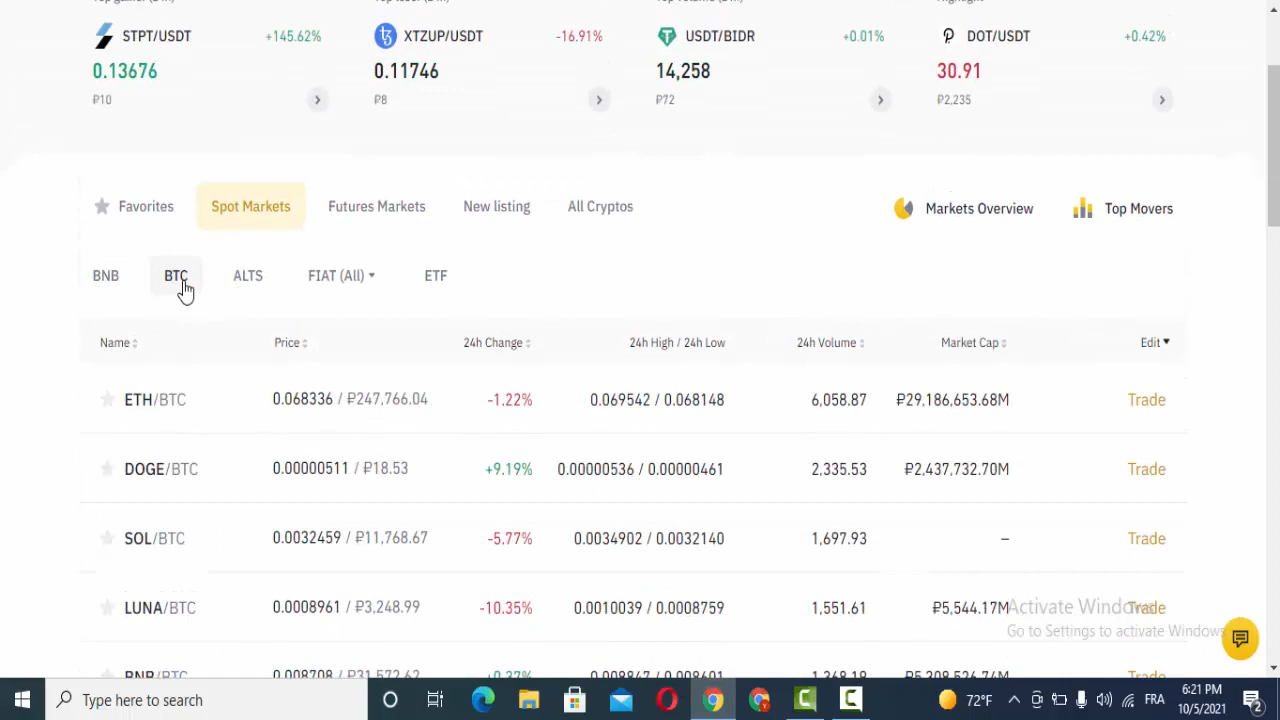 STPT/USDT +145.62% XTZUP/USDT -16.91% USDT/BIDR +0.01% DOT/USDT +0.42%
0.13676 0.11746 14,258 30.91
₽10 ₽8 ₽72 ₽2,235
Favorites Spot Markets Futures Markets New listing All Cryptos Markets Overview Top Movers
BNB BTC ALTS FIAT (All) ETF
Name Price 24h Change 24h High / 24h Low 24h Volume Market Cap Edit
ETH/BTC 0.068336 / ₽247,766.04 -1.22% 0.069542 / 0.068148 6,058.87 ₽29,186,653.68M Trade
DOGE/BTC 0.00000511 / ₽18.53 +9.19% 0.00000536 / 0.00000461 2,335.53 ₽2,437,732.70M Trade
SOL/BTC 0.0032459 / ₽11,768.67 -5.77% 0.0034902 / 0.0032140 1,697.93 – Trade
LUNA/BTC 0.0008961 / ₽3,248.99 -10.35% 0.0010039 / 0.0008759 1,551.61 ₽5,544.17M Trade
Activate Windows
Go to Settings to activate Windows
BNB/BTC 0.008708 / ₽31,572.62
Type here to search 72°F FRA 6:21 PM
10/5/2021 2